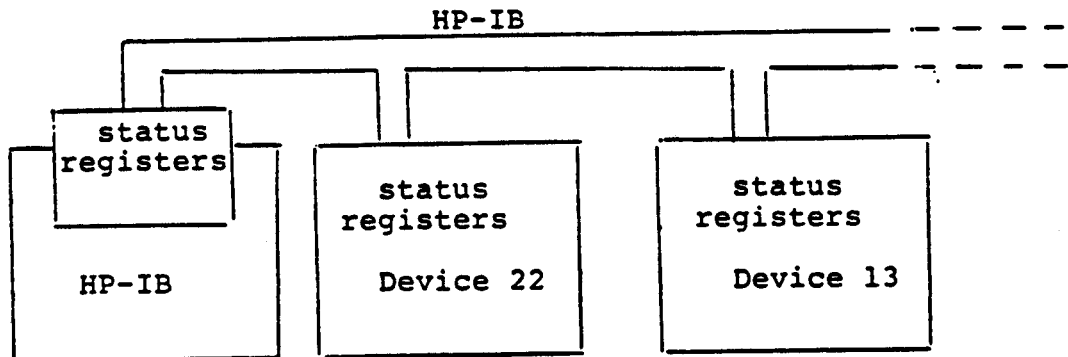 HP-IB
status
registers
HP-IB
status
registers
Device 22
status
registers
Device 13